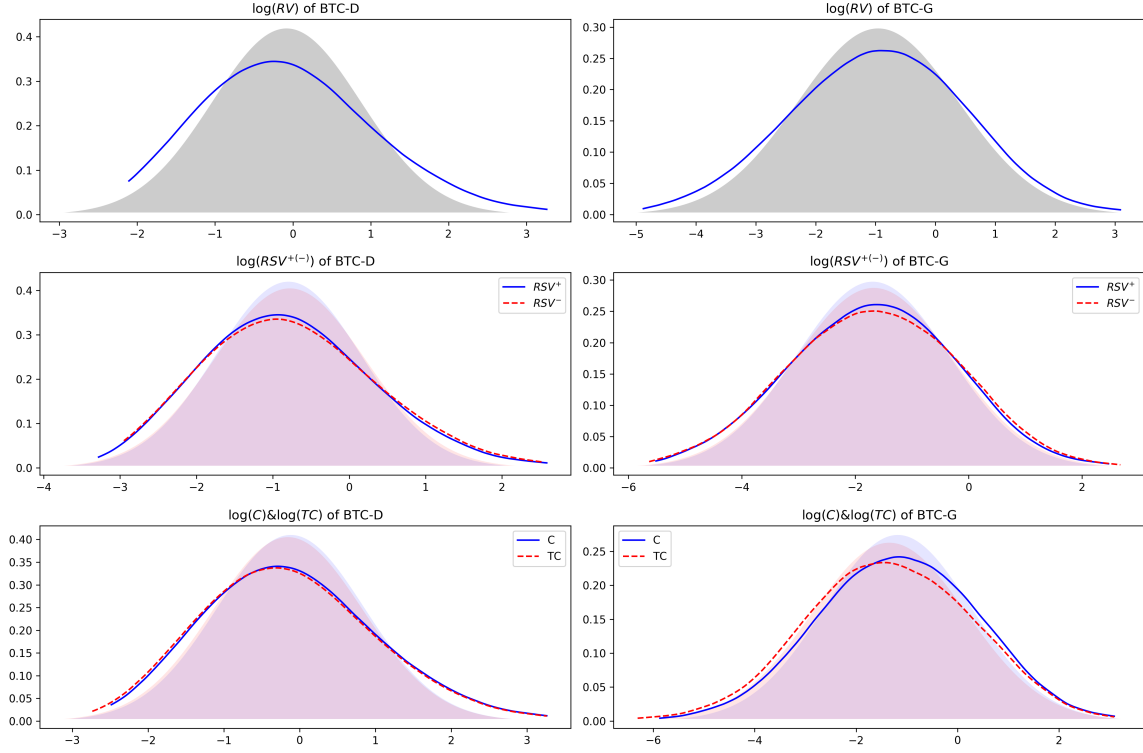 log(RV) of BTC-D
0.4
0.3
0.2
0.1
0.0
−3 −2 −1 0 1 2 3
log(RV) of BTC-G
0.30
0.25
0.20
0.15
0.10
0.05
0.00
−5 −4 −3 −2 −1 0 1 2 3
log(RSV⁺⁽⁻⁾) of BTC-D
0.4
0.3
0.2
0.1
0.0
RSV⁺
RSV⁻
−4 −3 −2 −1 0 1 2
log(RSV⁺⁽⁻⁾) of BTC-G
0.30
0.25
0.20
0.15
0.10
0.05
0.00
RSV⁺
RSV⁻
−6 −4 −2 0 2
log(C)&log(TC) of BTC-D
0.40
0.35
0.30
0.25
0.20
0.15
0.10
0.05
0.00
C
TC
−3 −2 −1 0 1 2 3
log(C)&log(TC) of BTC-G
0.25
0.20
0.15
0.10
0.05
0.00
C
TC
−6 −4 −2 0 2